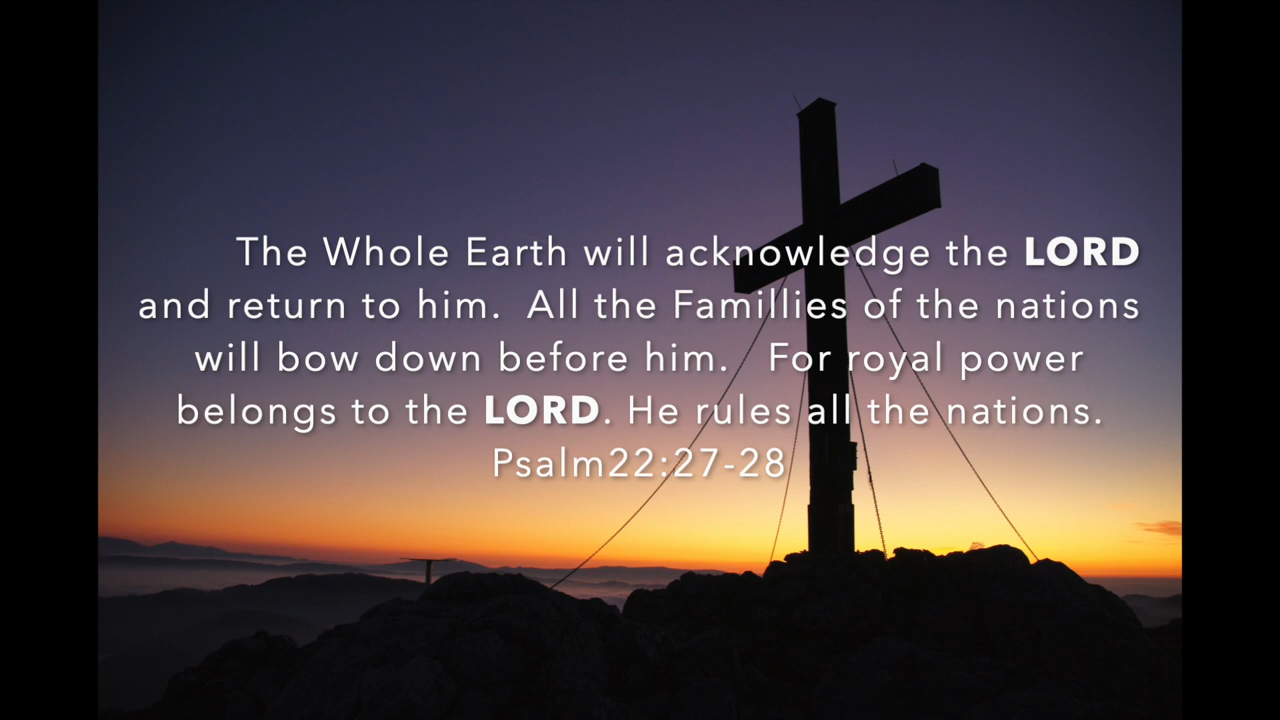 The Whole Earth will acknowledge the LORD
and return to him.  All the Famillies of the nations
will bow down before him.   For royal power
belongs to the LORD. He rules all the nations.
Psalm22:27-28